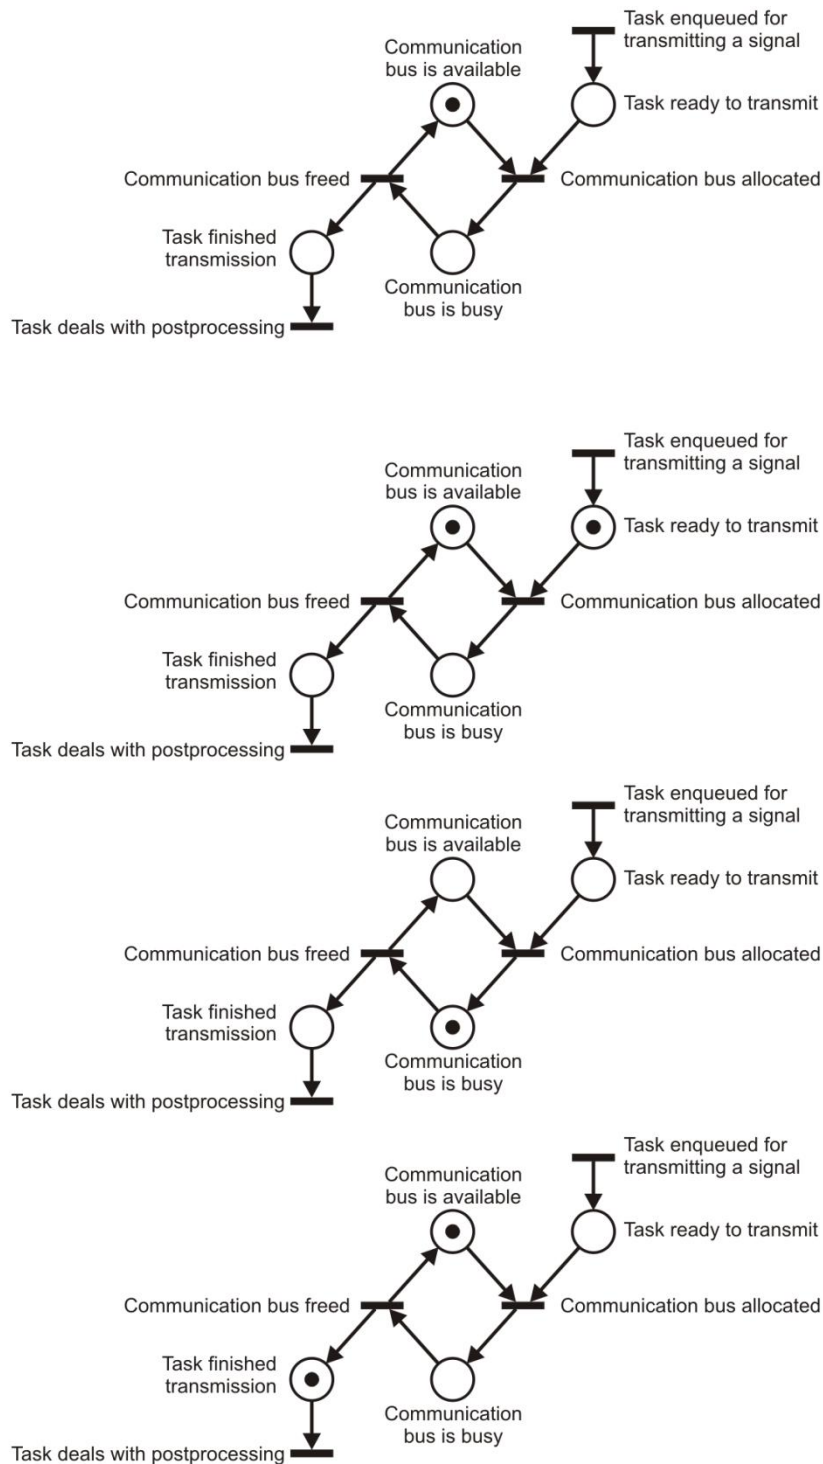 Task enqueued for
transmitting a signal
Communication
bus is available
Task ready to transmit
Communication bus freed
Communication bus allocated
Task finished
transmission
Communication
bus is busy
Task deals with postprocessing
Task enqueued for
transmitting a signal
Communication
bus is available
Task ready to transmit
Communication bus freed
Communication bus allocated
Task finished
transmission
Communication
bus is busy
Task deals with postprocessing
Task enqueued for
transmitting a signal
Communication
bus is available
Task ready to transmit
Communication bus freed
Communication bus allocated
Task finished
transmission
Communication
bus is busy
Task deals with postprocessing
Task enqueued for
transmitting a signal
Communication
bus is available
Task ready to transmit
Communication bus freed
Communication bus allocated
Task finished
transmission
Communication
bus is busy
Task deals with postprocessing